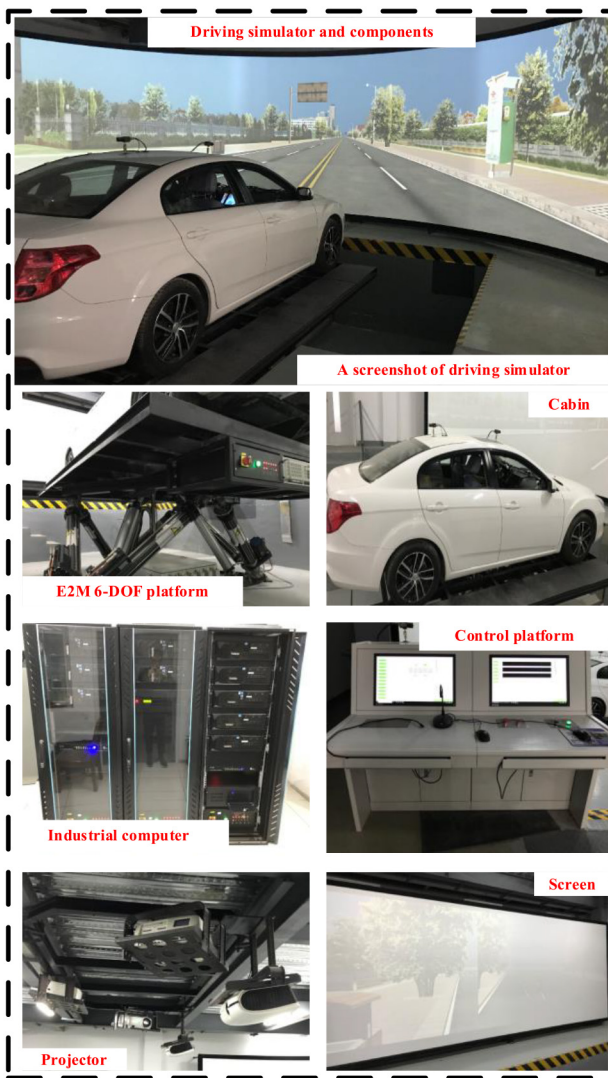 Driving simulator and components
A screenshot of driving simulator
Cabin
E2M 6-DOF platform
Control platform
Industrial computer
Screen
Projector